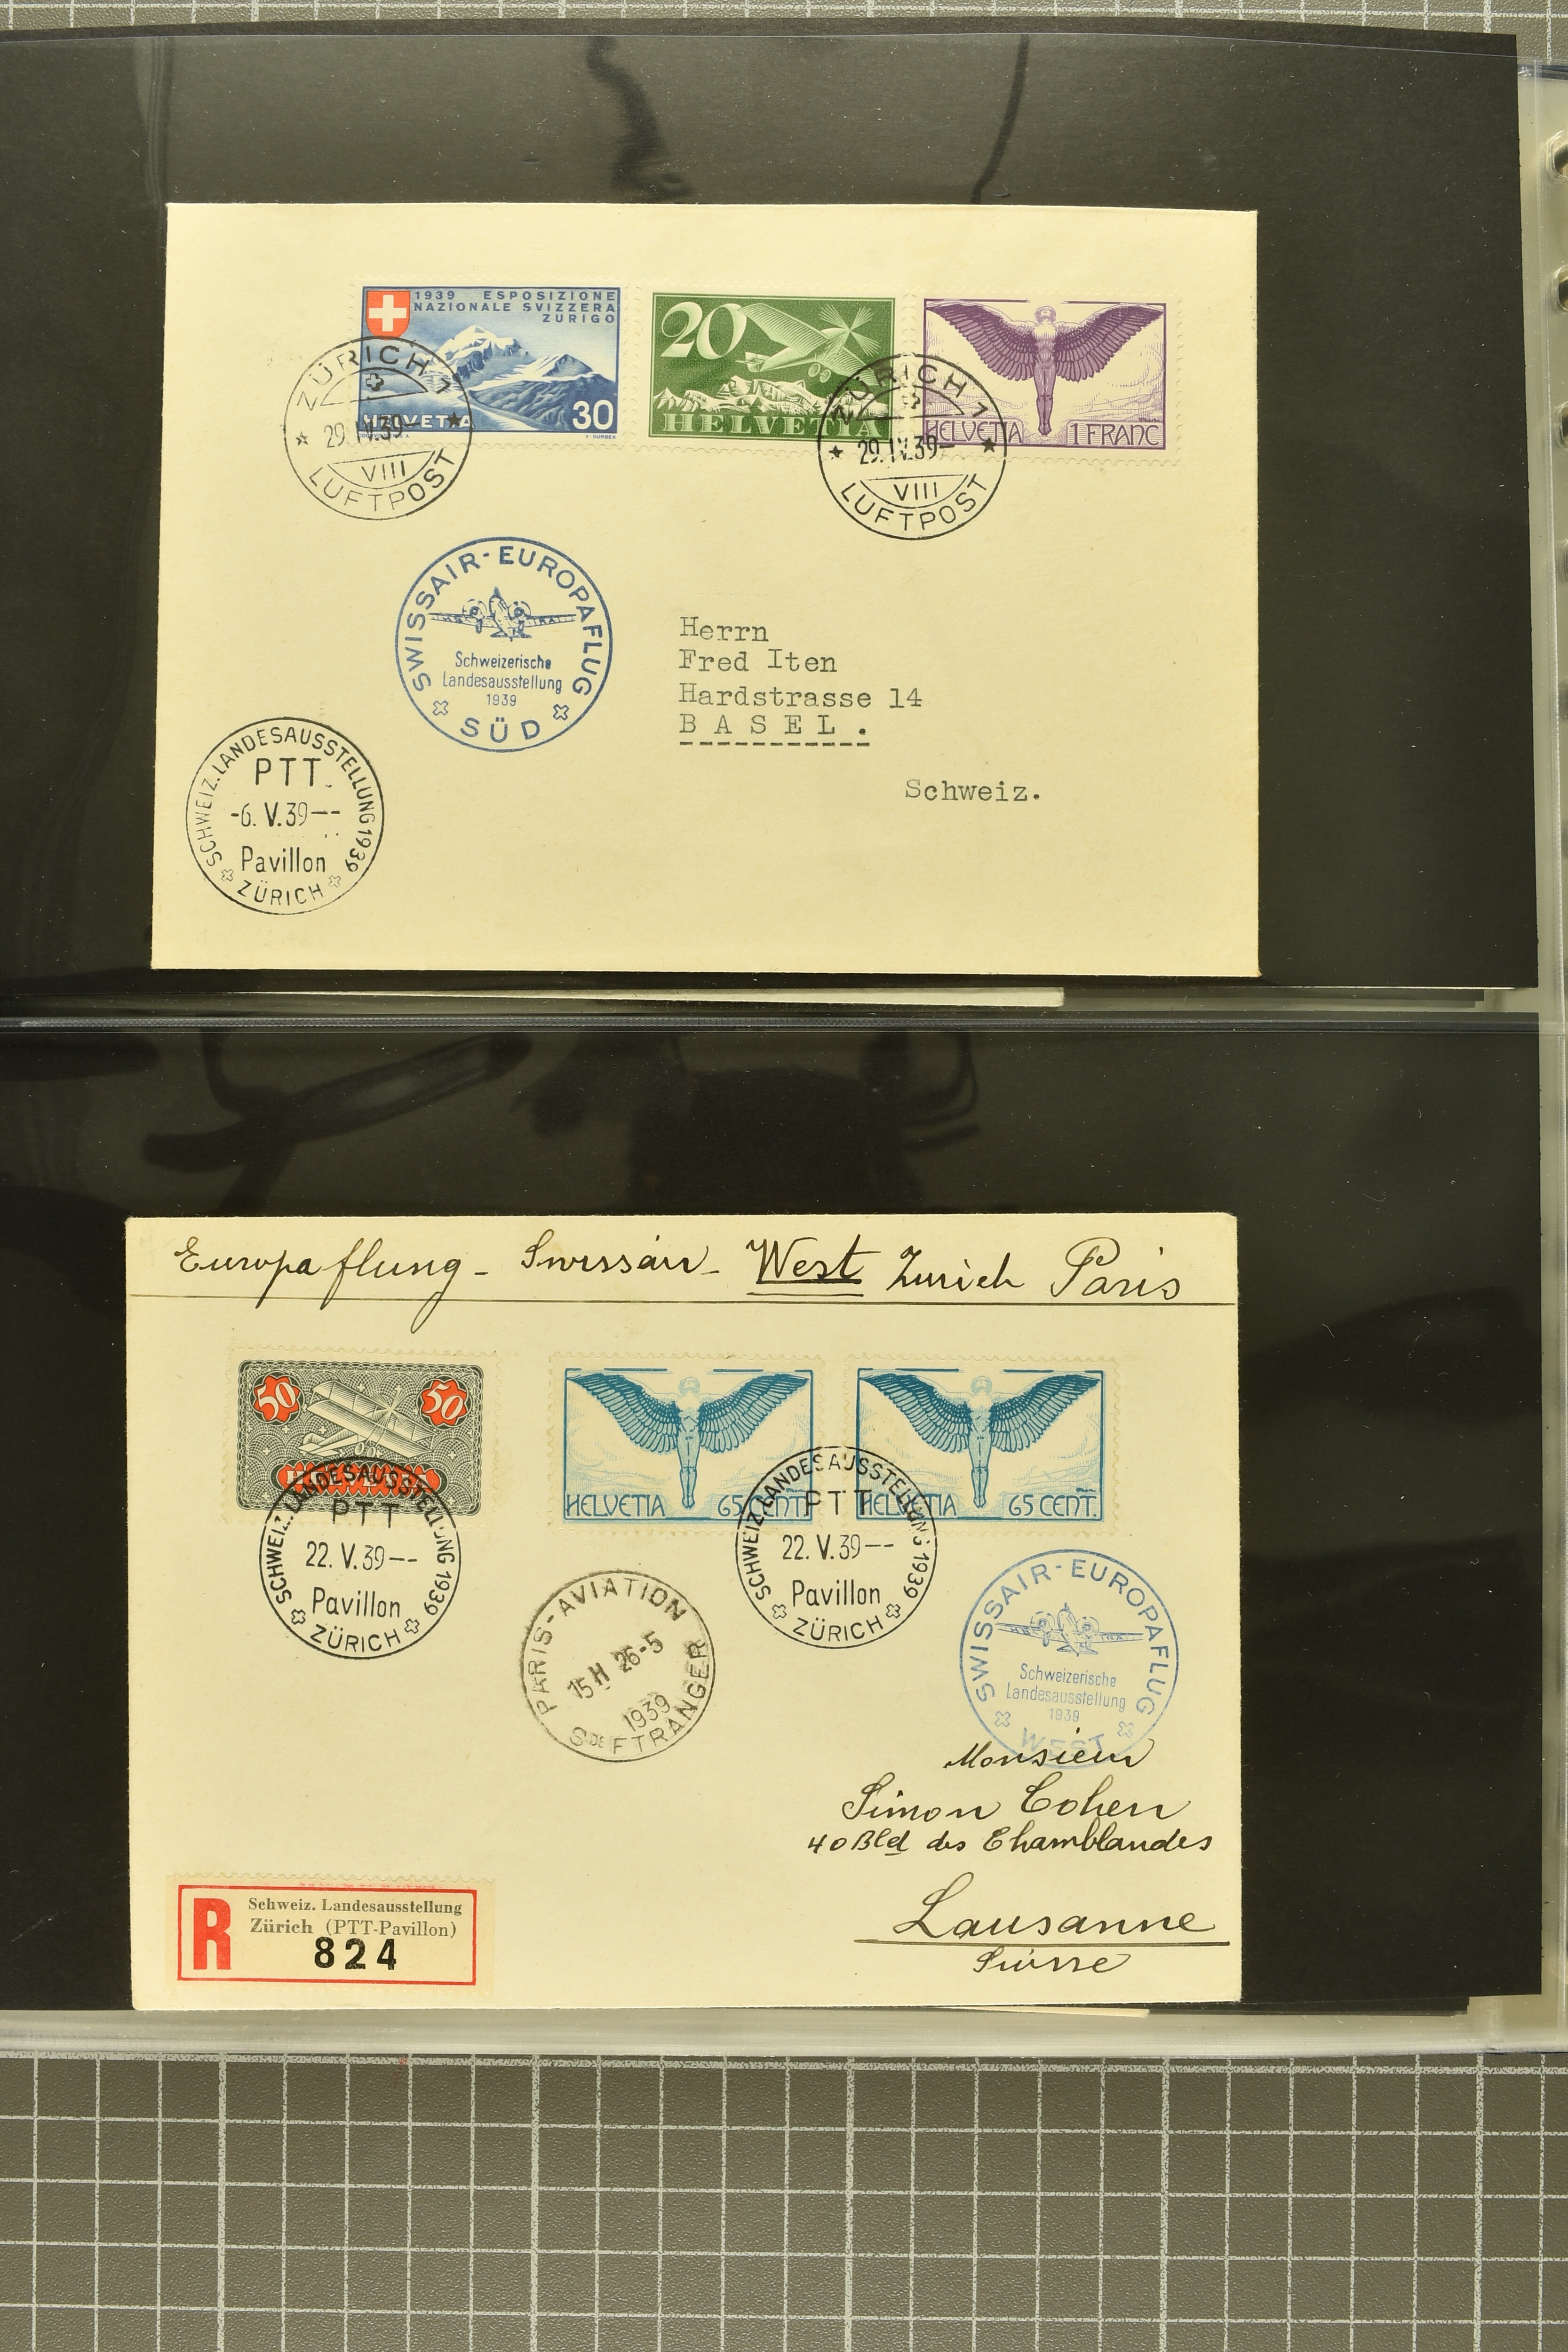 1939 ESPOSIZIONE
NAZIONALE SVIZZERA
ZURIGO
HELVETIA 30
20
HELVETIA
HELVETIA 1 FRANC
ZÜRICH 1
29.IV.39–
VIII
LUFTPOST
ZÜRICH 1
29.IV.39–
VIII
LUFTPOST
SWISSAIR-EUROPAFLUG
Schweizerische
Landesausstellung
1939
SÜD
Herrn
Fred Iten
Hardstrasse 14
BASEL.
Schweiz.
SCHWEIZ. LANDESAUSSTELLUNG 1939
PTT
-6. V. 39--
Pavillon
ZÜRICH
Europaflung - Swissair - West Zurich Paris
50 50
HELVETIA 65 CENT.
HELVETIA 65 CENT.
SCHWEIZ. LANDESAUSSTELLUNG 1939
PTT
22. V. 39--
Pavillon
ZÜRICH
SCHWEIZ. LANDESAUSSTELLUNG 1939
PTT
22. V. 39--
Pavillon
ZÜRICH
PARIS-AVIATION
15 H 26-5
1939
SDE ETRANGER
SWISSAIR-EUROPAFLUG
Schweizerische
Landesausstellung
1939
WEST
Monsieur
Simon Cohen
40 Bld des Chamblandes
Lausanne
Suisse
R
Schweiz. Landesausstellung
Zürich (PTT-Pavillon)
824